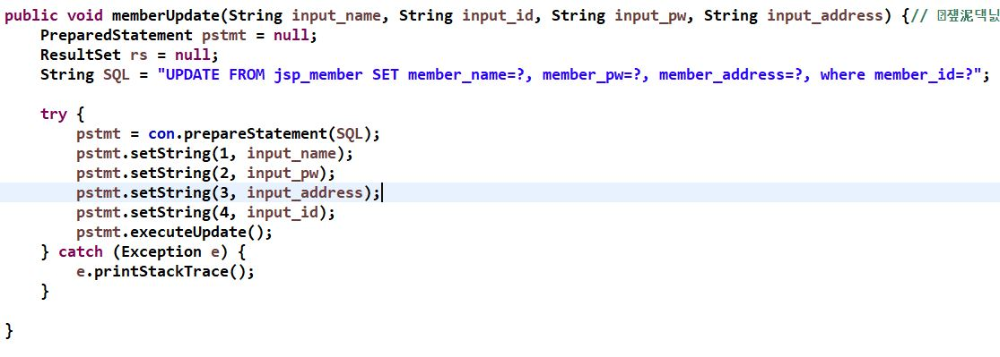 public void memberUpdate(String input_name, String input_id, String input_pw, String input_address) {//
PreparedStatement pstmt = null;
ResultSet rs = null;
String SQL = "UPDATE FROM jsp_member SET member_name=?, member_pw=?, member_address=?, where member_id=?";
try {
pstmt = con.prepareStatement(SQL);
pstmt.setString(1, input_name);
pstmt.setString(2, input_pw);
pstmt.setString(3, input_address);
pstmt.setString(4, input_id);
pstmt.executeUpdate();
} catch (Exception e) {
e.printStackTrace();
}
}